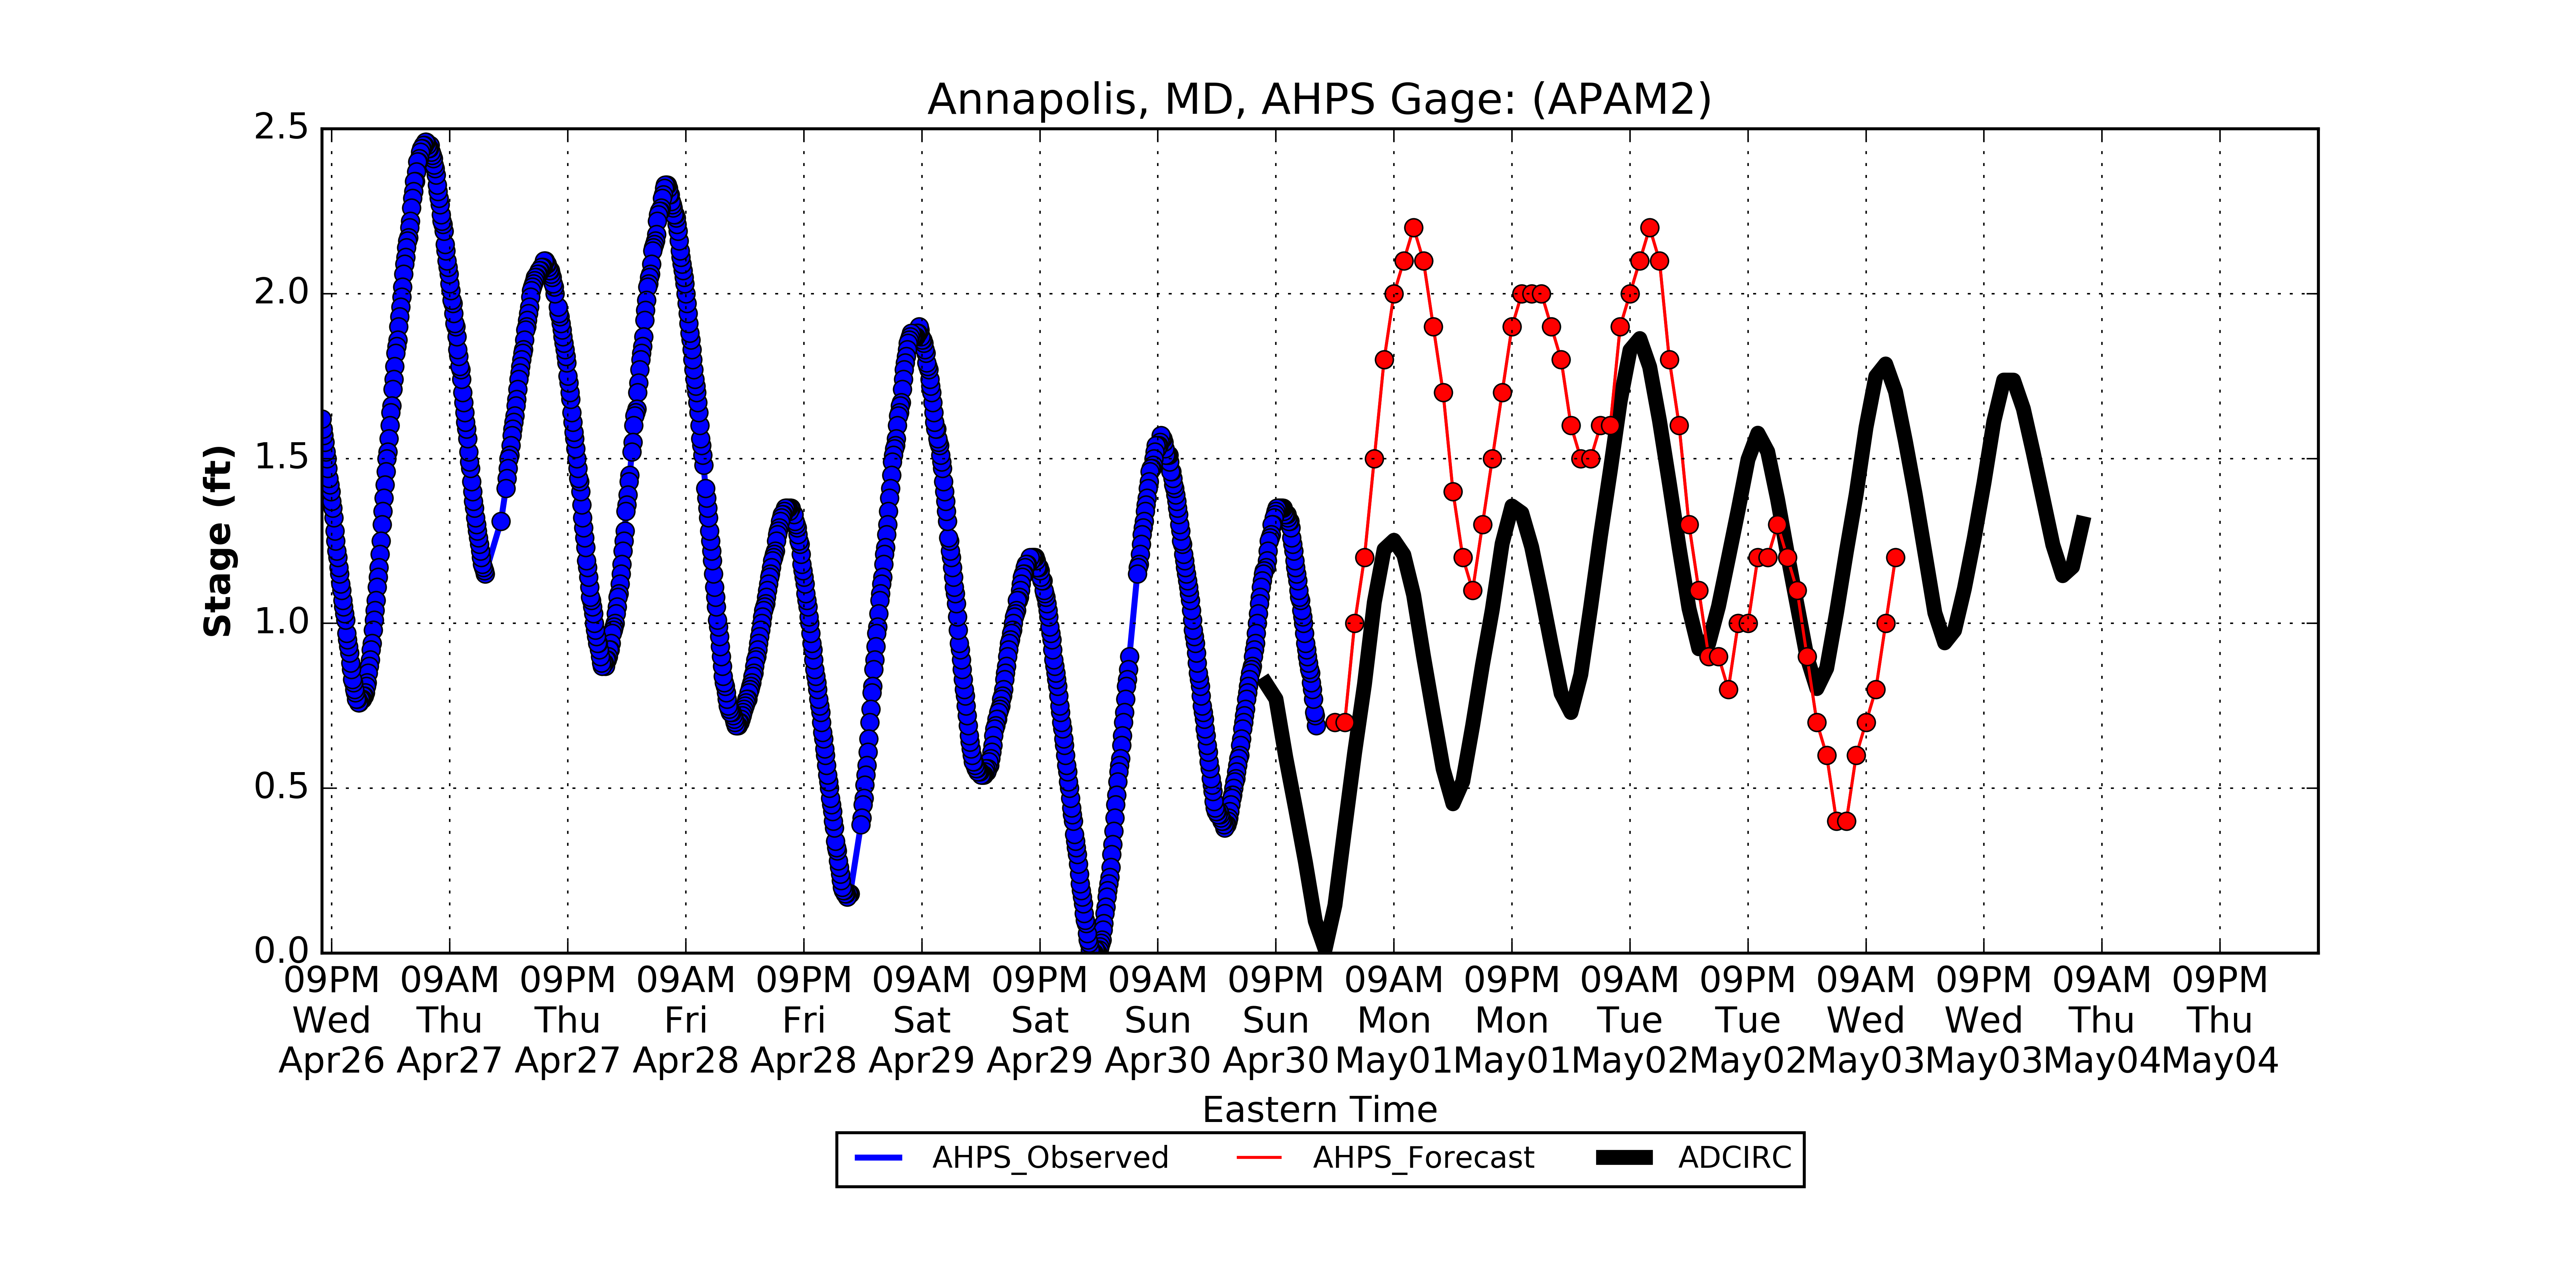 Annapolis, MD, AHPS Gage: (APAM2)
2.5
2.0
1.5
1.0
0.5
0.0
Stage (ft)
09PM 09AM 09PM 09AM 09PM 09AM 09PM 09AM 09PM 09AM 09PM 09AM 09PM 09AM 09PM 09AM 09PM
Wed Thu Thu Fri Fri Sat Sat Sun Sun Mon Mon Tue Tue Wed Wed Thu Thu
Apr26 Apr27 Apr27 Apr28 Apr28 Apr29 Apr29 Apr30 Apr30 May01 May01 May02 May02 May03 May03 May04 May04
Eastern Time
AHPS_Observed AHPS_Forecast ADCIRC